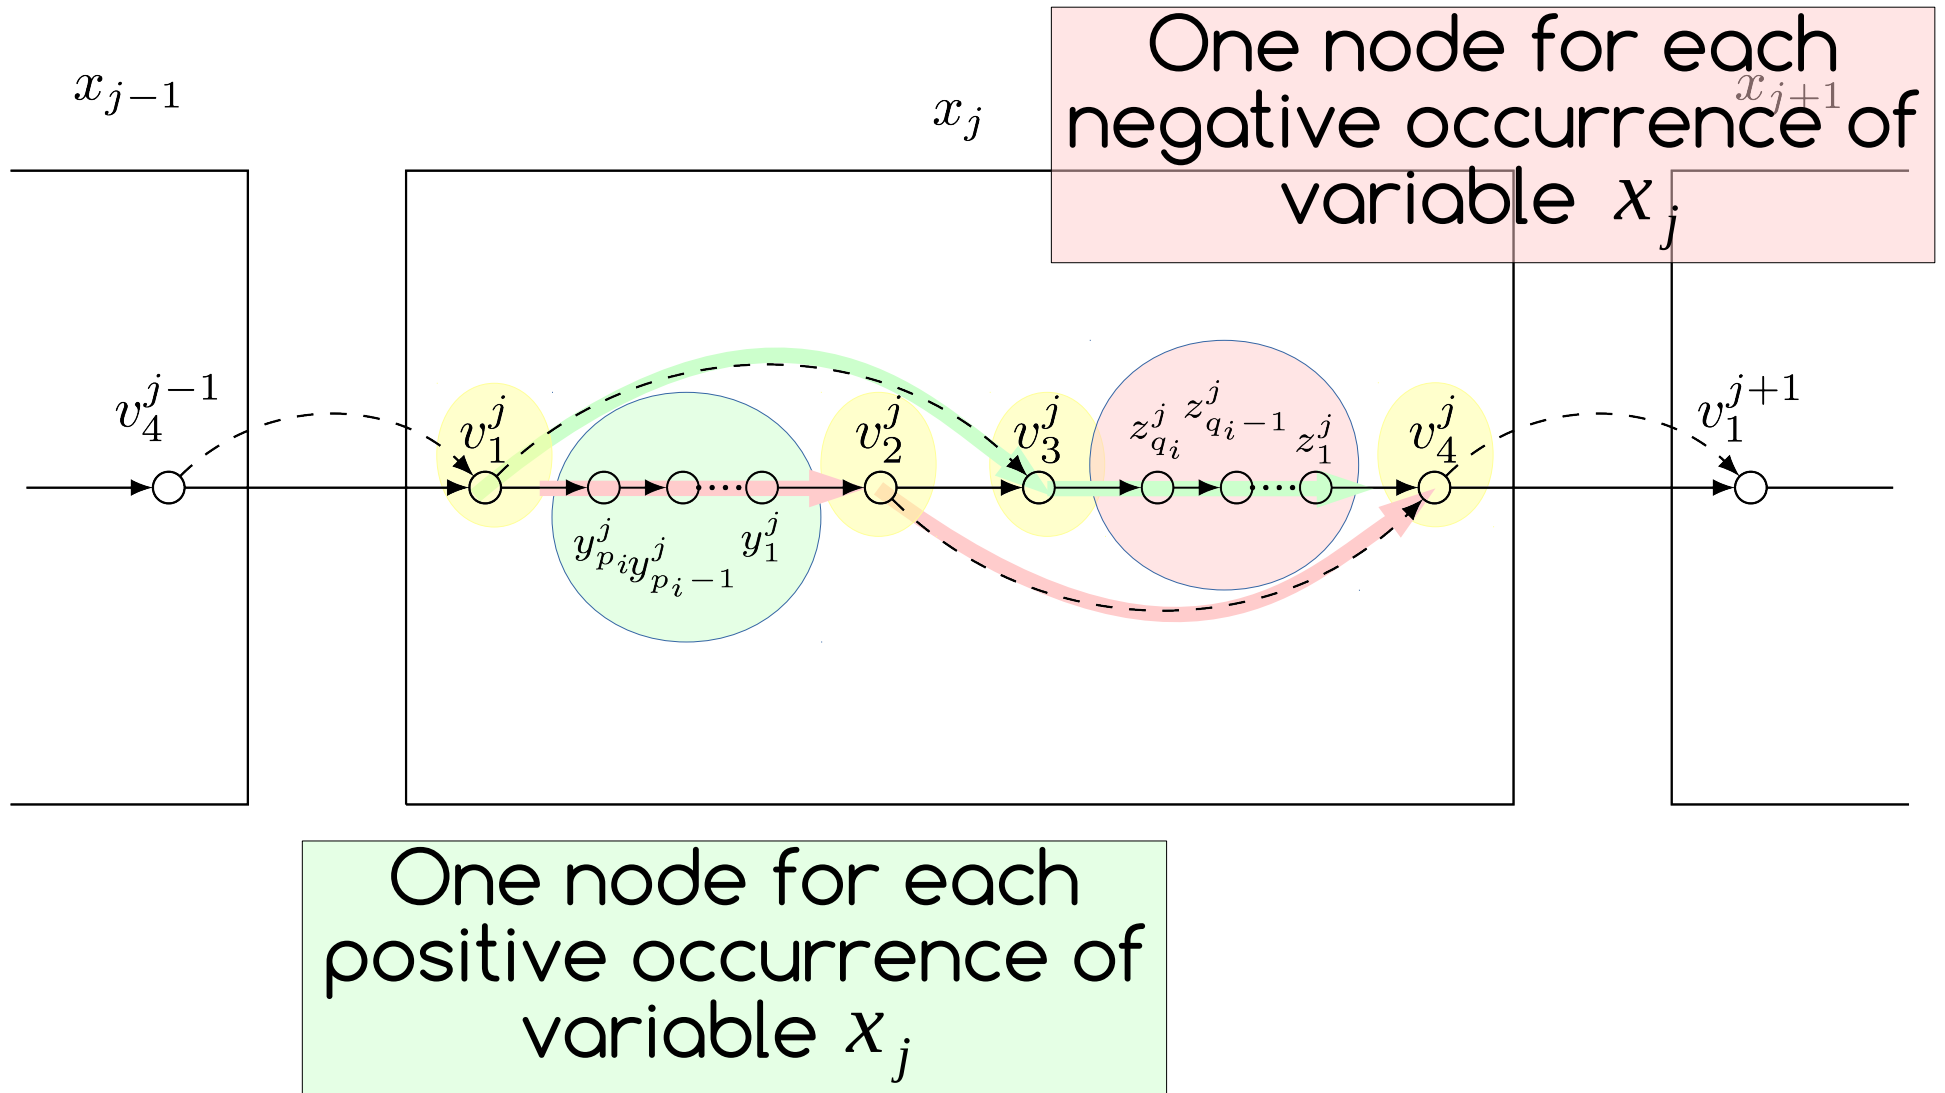 One node for each
negative occurrence of
variable x_j
x_{j-1}
x_j
x_{j+1}
v_4^{j-1}
v_1^j
v_2^j
v_3^j
z_{q_i}^j
z_{q_i-1}^j
z_1^j
v_4^j
v_1^{j+1}
y_{p_i}^j
y_{p_i-1}^j
y_1^j
One node for each
positive occurrence of
variable x_j